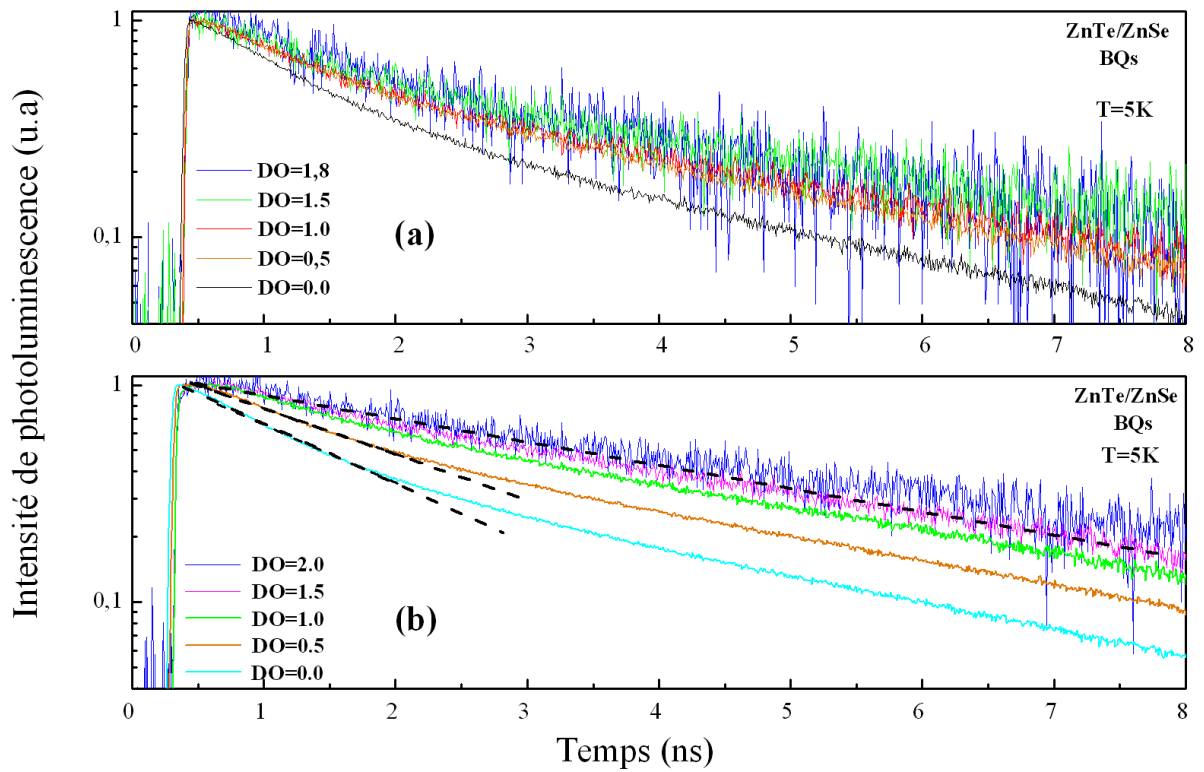 Intensité de photoluminescence (u.a)
1
0.1
ZnTe/ZnSe
BQs
T=5K
DO=1,8
DO=1.5
DO=1.0
DO=0,5
DO=0.0
(a)
0 1 2 3 4 5 6 7 8
1
0.1
ZnTe/ZnSe
BQs
T=5K
DO=2.0
DO=1.5
DO=1.0
DO=0.5
DO=0.0
(b)
0 1 2 3 4 5 6 7 8
Temps (ns)